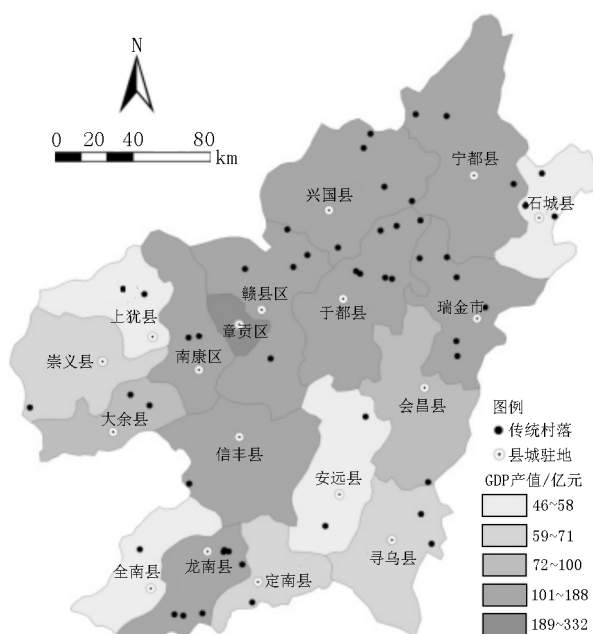 N
0 20 40 80
km
宁都县
石城县
兴国县
赣县区
于都县
瑞金市
上犹县
章贡区
崇义县
南康区
大余县
会昌县
信丰县
安远县
全南县
龙南县
定南县
寻乌县
图例
传统村落
县城驻地
GDP产值/亿元
46~58
59~71
72~100
101~188
189~332